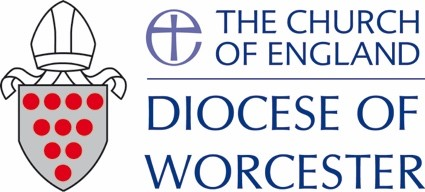 THE CHURCH
OF ENGLAND
DIOCESE OF
WORCESTER